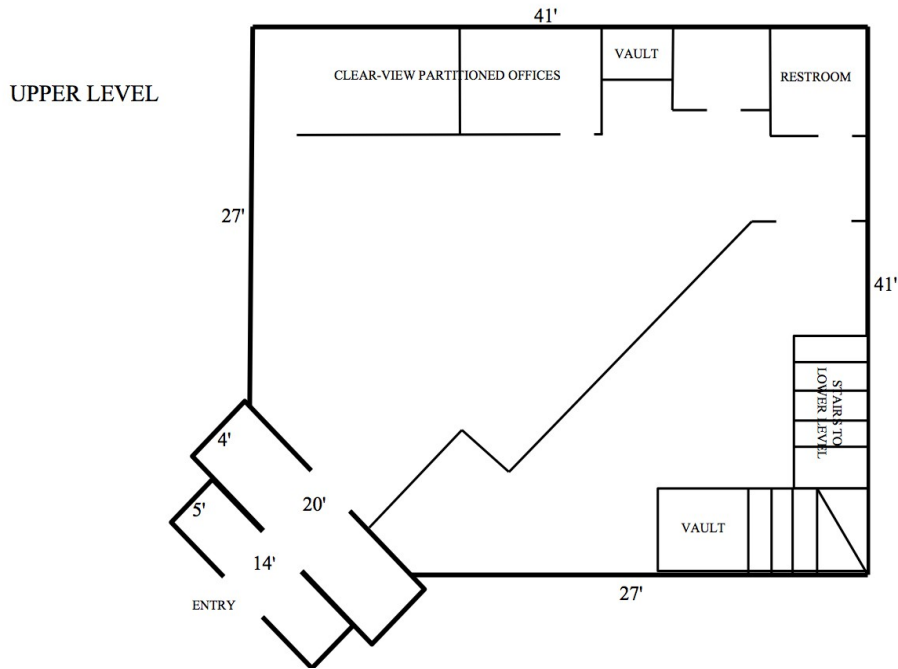 41'
UPPER LEVEL
CLEAR-VIEW PARTITIONED OFFICES
VAULT
RESTROOM
27'
41'
STAIRS TO
LOWER LEVEL
4'
5'
20'
14'
VAULT
ENTRY
27'